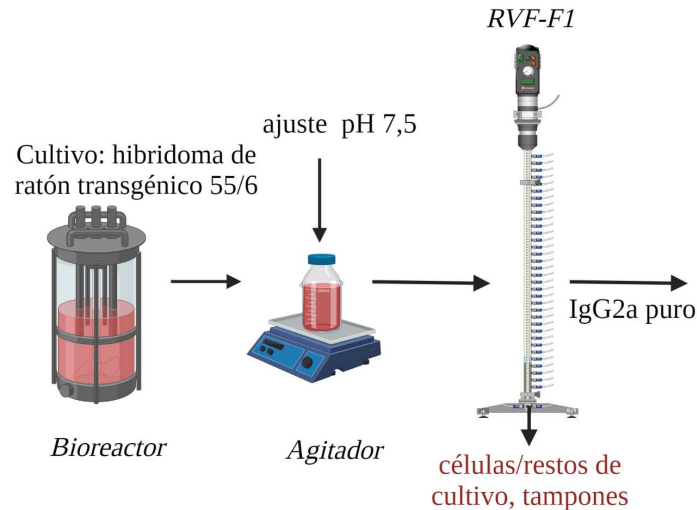 RVF-F1
ajuste pH 7,5
Cultivo: hibridoma de
ratón transgénico 55/6
IgG2a puro
Bioreactor
Agitador
células/restos de
cultivo, tampones